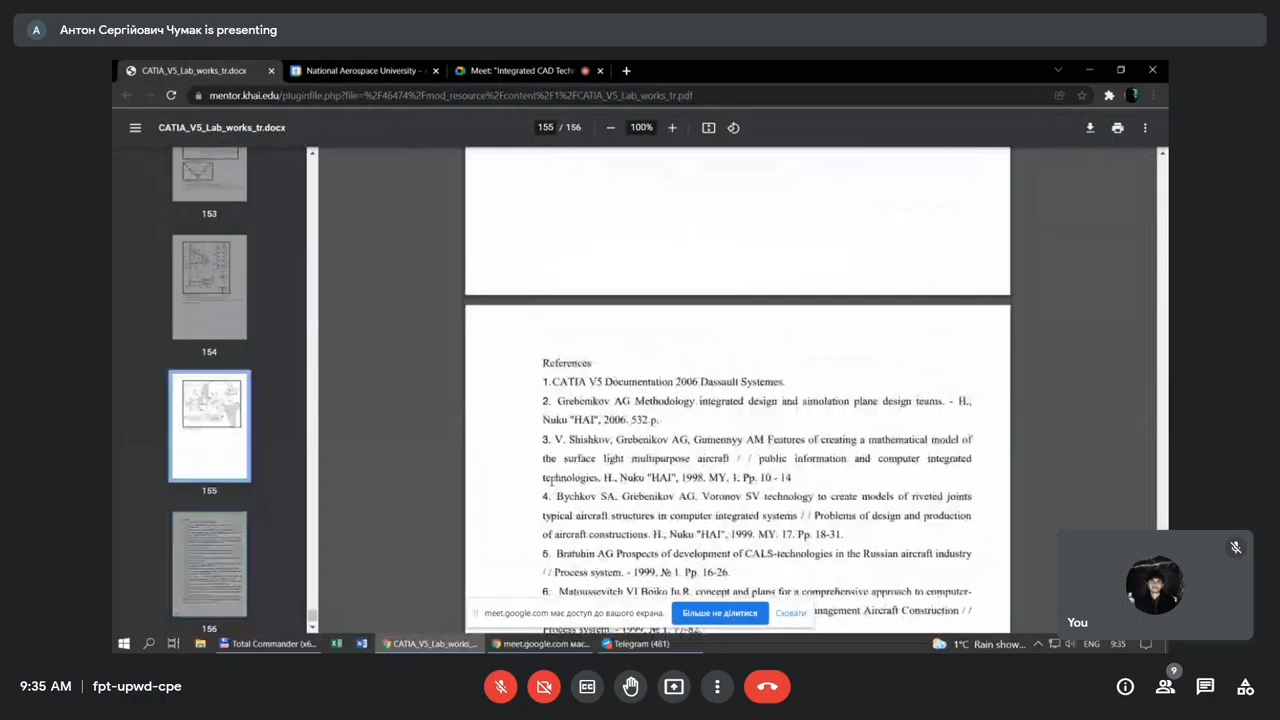 A Антон Сергійович Чумак is presenting
CATIA_V5_Lab_works_tr.docx
National Aerospace University –
Meet: "Integrated CAD Tech
mentor.khai.edu/pluginfile.php?file=%2F46474%2Fmod_resource%2Fcontent%2F1%2FCATIA_V5_Lab_works_tr.pdf
CATIA_V5_Lab_works_tr.docx
155 / 156
100%
153
154
155
156
References
1.CATIA V5 Documentation 2006 Dassault Systemes.
2. Grebenikov AG Methodology integrated design and simulation plane design teams. - H.,
Nuku "HAI", 2006. 532 p.
3. V. Shishkov, Grebenikov AG, Gumennyy AM Features of creating a mathematical model of
the surface light multipurpose aircraft / / public information and computer integrated
technologies. H., Nuku "HAI", 1998. MY, 1. Pp. 10 - 14
4. Bychkov SA, Grebenikov AG, Voronov SV technology to create models of riveted joints
typical aircraft structures in computer integrated systems / / Problems of design and production
of aircraft constructions. H., Nuku "HAI", 1999. MY. 17. Pp. 18-31.
5. Bratuhin AG Prospects of development of CALS-technologies in the Russian aircraft industry
/ / Process system. - 1999. № 1. Pp. 16-26.
6. Matoussevitch VI Boiko Ju.R. concept and plans for a comprehensive approach to computer-
management Aircraft Construction / /
Process system. - 1999. № 1. 77-82.
meet.google.com має доступ до вашого екрана.
Більше не ділитися
Сховати
You
Total Commander (x6...
CATIA_V5_Lab_works_...
meet.google.com має...
Telegram (481)
1°C Rain show...
ENG
9:35
9:35 AM | fpt-upwd-cpe
9